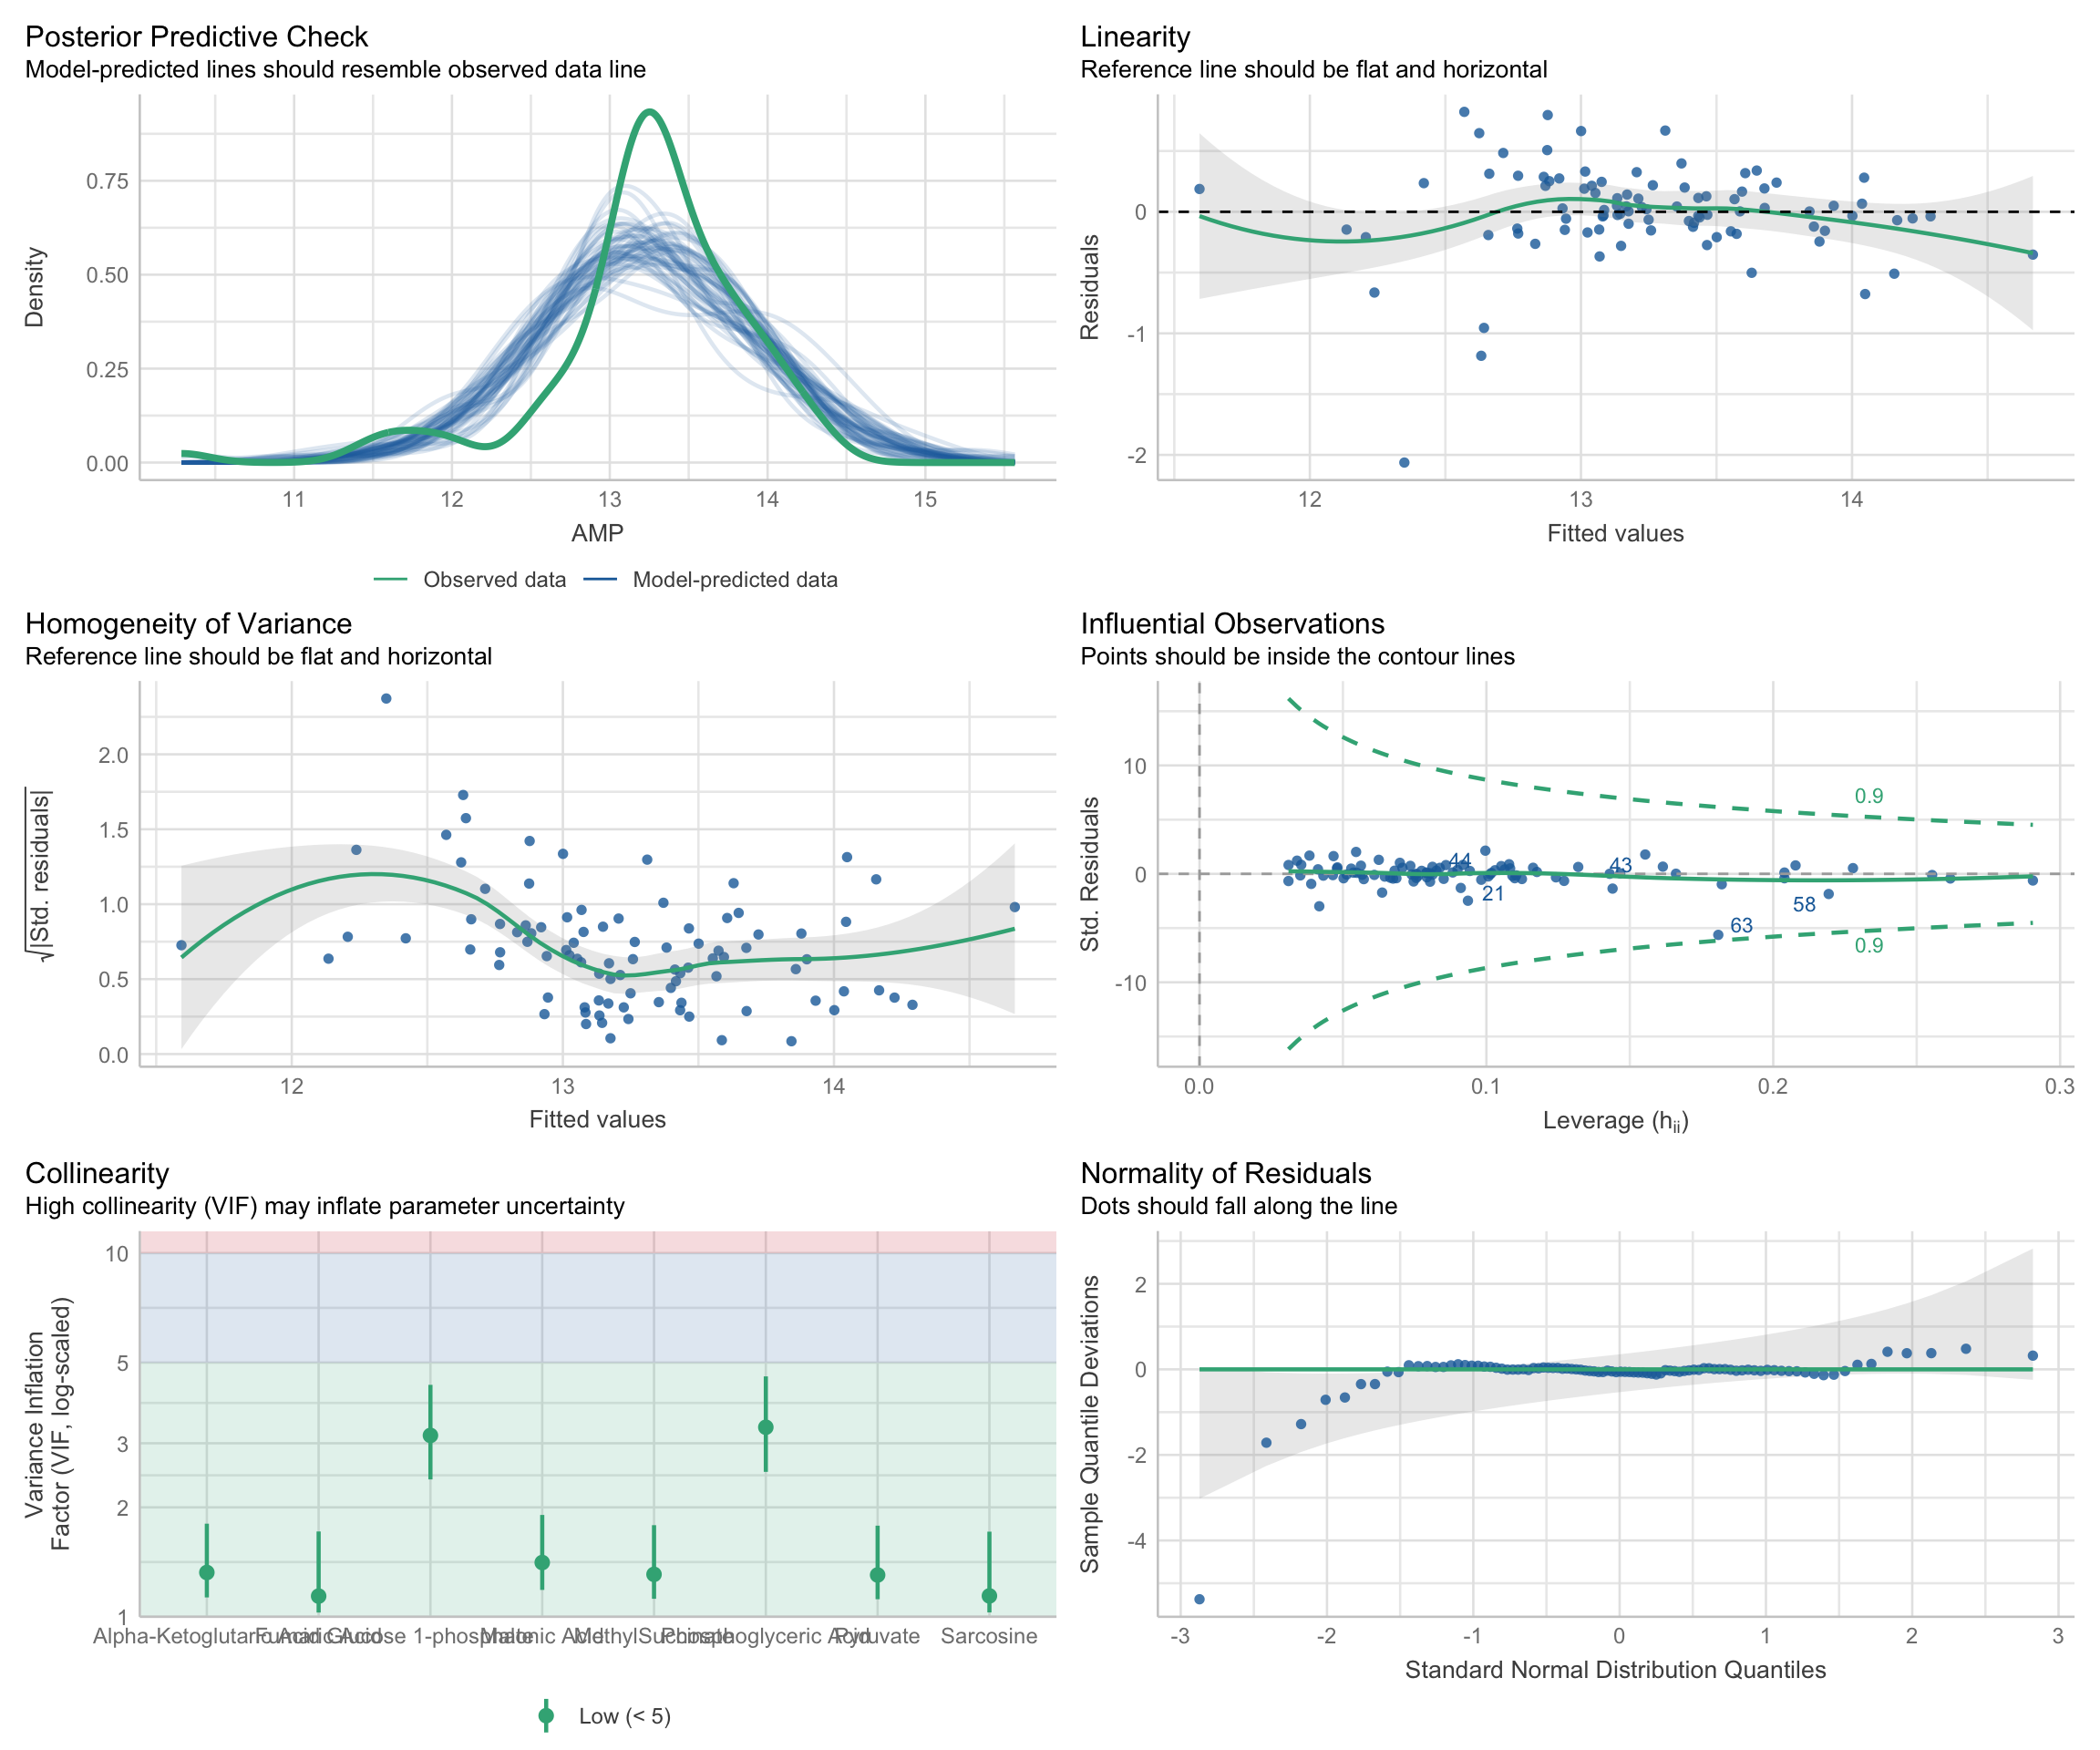 Posterior Predictive Check
Model-predicted lines should resemble observed data line
Density
0.75
0.50
0.25
0.00
11 12 13 14 15
AMP
Observed data Model-predicted data
Linearity
Reference line should be flat and horizontal
Residuals
0
-1
-2
12 13 14
Fitted values
Homogeneity of Variance
Reference line should be flat and horizontal
√|Std. residuals|
2.0
1.5
1.0
0.5
0.0
12 13 14
Fitted values
Influential Observations
Points should be inside the contour lines
Std. Residuals
10
0
-10
0.9
44
43
21
58
63
0.9
0.0 0.1 0.2 0.3
Leverage (hᵢᵢ)
Collinearity
High collinearity (VIF) may inflate parameter uncertainty
Variance Inflation
Factor (VIF, log-scaled)
10
5
3
2
1
Sarcosine
Low (< 5)
Normality of Residuals
Dots should fall along the line
Sample Quantile Deviations
2
0
-2
-4
-3 -2 -1 0 1 2 3
Standard Normal Distribution Quantiles